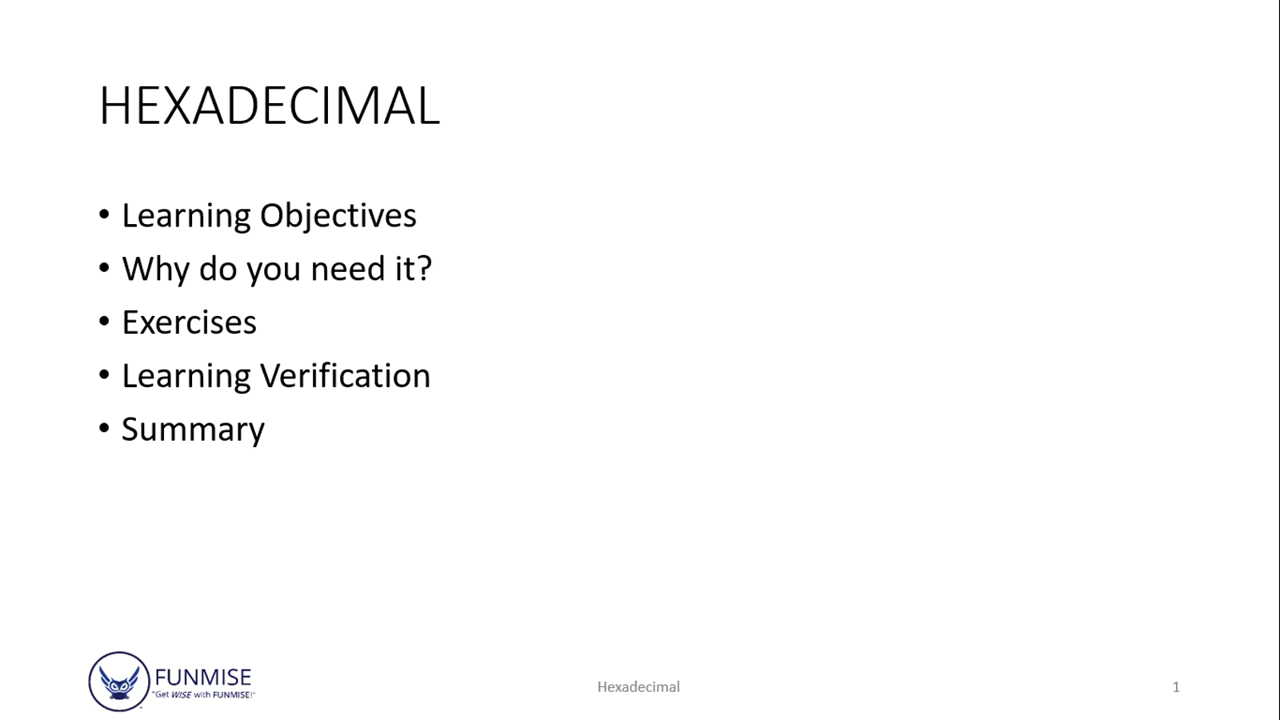 HEXADECIMAL
• Learning Objectives
• Why do you need it?
• Exercises
• Learning Verification
• Summary
FUNMISE
"Get WISE with FUNMISE!"
Hexadecimal
1